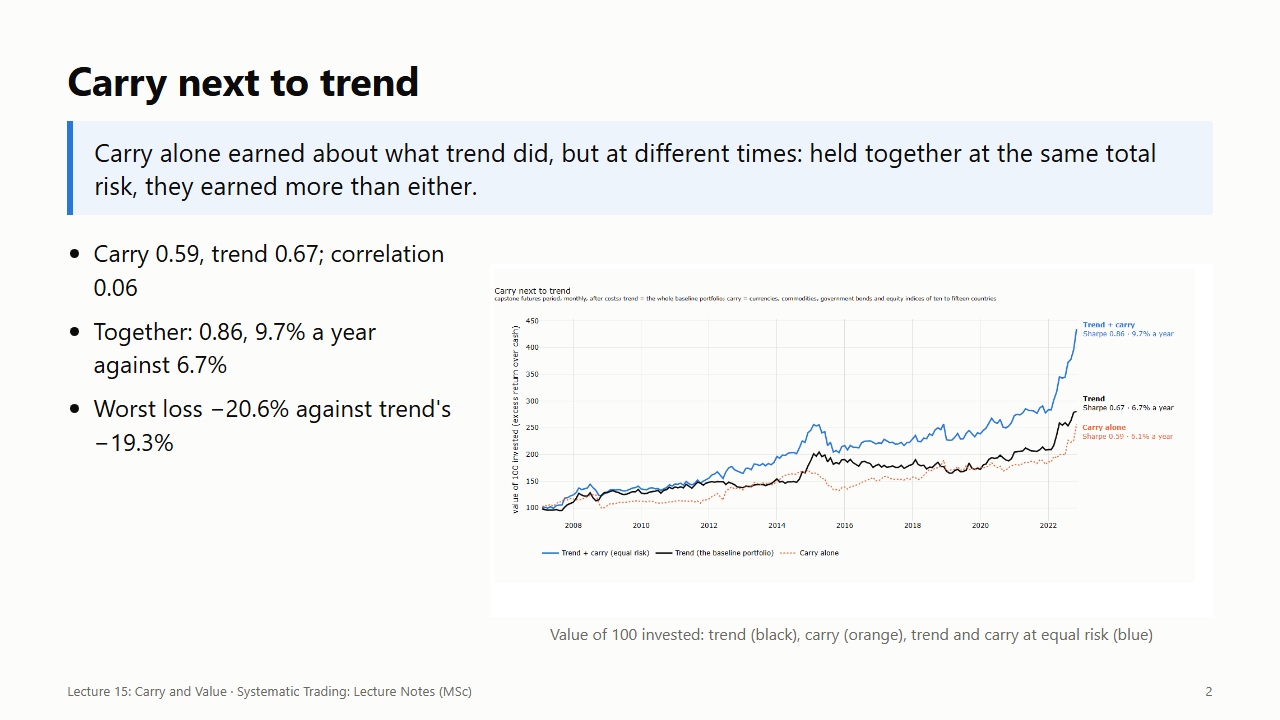 Carry next to trend
Carry alone earned about what trend did, but at different times: held together at the same total
risk, they earned more than either.
• Carry 0.59, trend 0.67; correlation
0.06
• Together: 0.86, 9.7% a year
against 6.7%
• Worst loss −20.6% against trend's
−19.3%
Carry next to trend
capstone futures period, monthly, after costs; trend = the whole baseline portfolio; carry = currencies, commodities, government bonds and equity indices of ten to fifteen countries
value of 100 invested (excess return over cash)
450
400
350
300
250
200
150
100
2008 2010 2012 2014 2016 2018 2020 2022
Trend + carry
Sharpe 0.86 · 9.7% a year
Trend
Sharpe 0.67 · 6.7% a year
Carry alone
Sharpe 0.59 · 6.1% a year
Trend + carry (equal risk) Trend (the baseline portfolio) Carry alone
Value of 100 invested: trend (black), carry (orange), trend and carry at equal risk (blue)
Lecture 15: Carry and Value · Systematic Trading: Lecture Notes (MSc) 2